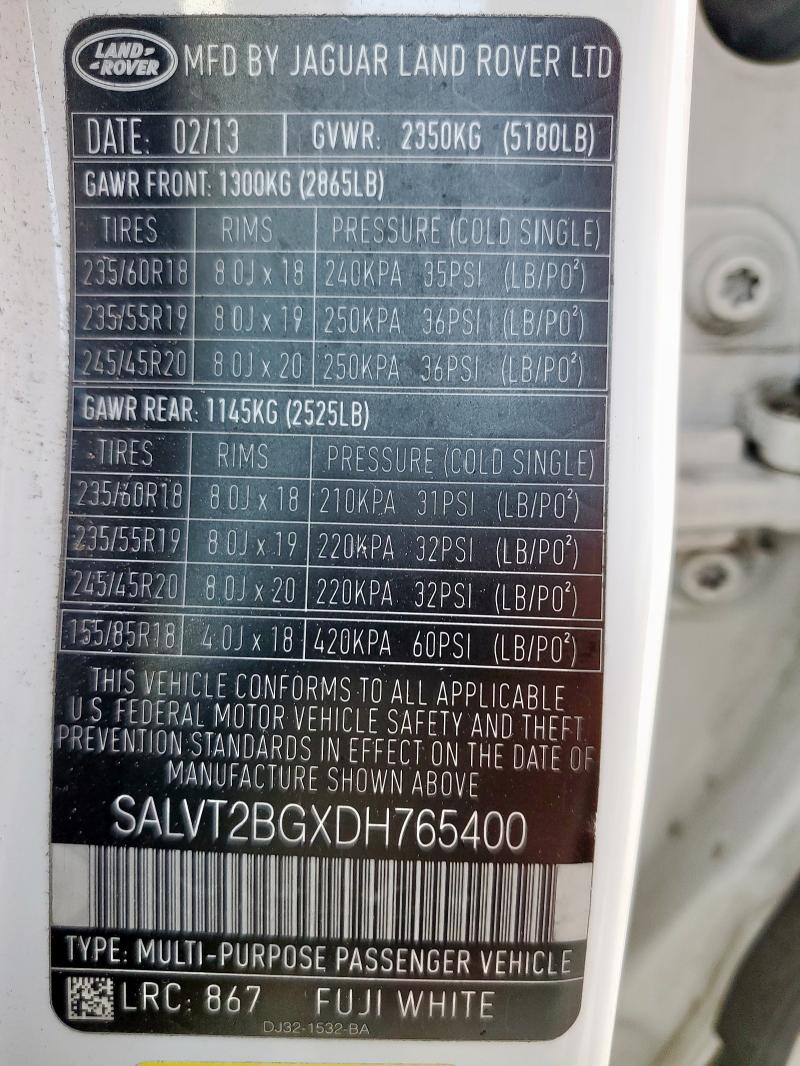 LAND-ROVER MFD BY JAGUAR LAND ROVER LTD
DATE: 02/13 GVWR: 2350KG (5180LB)
GAWR FRONT: 1300KG (2865LB)
TIRES RIMS PRESSURE (COLD SINGLE)
235/60R18 8.0J x 18 240KPA 35PSI (LB/PO²)
235/55R19 8.0J x 19 250KPA 36PSI (LB/PO²)
245/45R20 8.0J x 20 250KPA 36PSI (LB/PO²)
GAWR REAR: 1145KG (2525LB)
TIRES RIMS PRESSURE (COLD SINGLE)
235/60R18 8.0J x 18 210KPA 31PSI (LB/PO²)
235/55R19 8.0J x 19 220KPA 32PSI (LB/PO²)
245/45R20 8.0J x 20 220KPA 32PSI (LB/PO²)
155/85R18 4.0J x 18 420KPA 60PSI (LB/PO²)
THIS VEHICLE CONFORMS TO ALL APPLICABLE
U.S. FEDERAL MOTOR VEHICLE SAFETY AND THEFT
PREVENTION STANDARDS IN EFFECT ON THE DATE OF
MANUFACTURE SHOWN ABOVE
SALVT2BGXDH765400
TYPE: MULTI-PURPOSE PASSENGER VEHICLE
LRC: 867 FUJI WHITE
DJ32-1532-BA